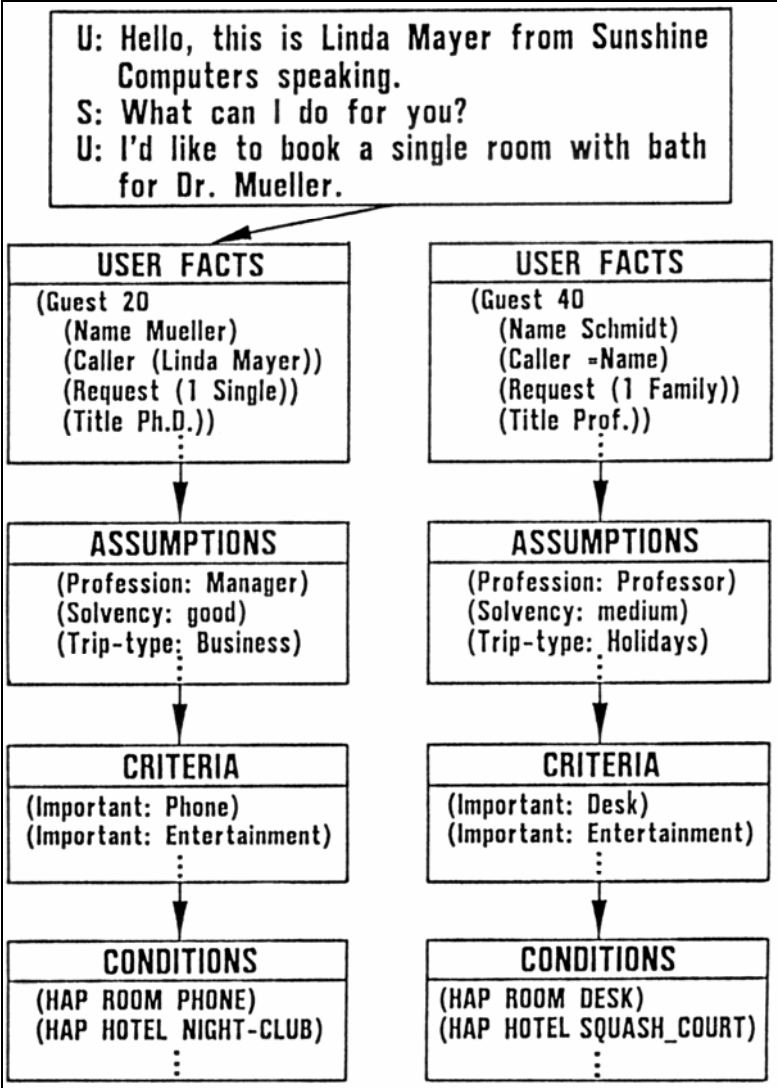 U: Hello, this is Linda Mayer from Sunshine
Computers speaking.
S: What can I do for you?
U: I'd like to book a single room with bath
for Dr. Mueller.
USER FACTS
(Guest 20
(Name Mueller)
(Caller (Linda Mayer))
(Request (1 Single))
(Title Ph.D.))
ASSUMPTIONS
(Profession: Manager)
(Solvency: good)
(Trip-type: Business)
CRITERIA
(Important: Phone)
(Important: Entertainment)
CONDITIONS
(HAP ROOM PHONE)
(HAP HOTEL NIGHT-CLUB)
USER FACTS
(Guest 40
(Name Schmidt)
(Caller =Name)
(Request (1 Family))
(Title Prof.))
ASSUMPTIONS
(Profession: Professor)
(Solvency: medium)
(Trip-type: Holidays)
CRITERIA
(Important: Desk)
(Important: Entertainment)
CONDITIONS
(HAP ROOM DESK)
(HAP HOTEL SQUASH_COURT)